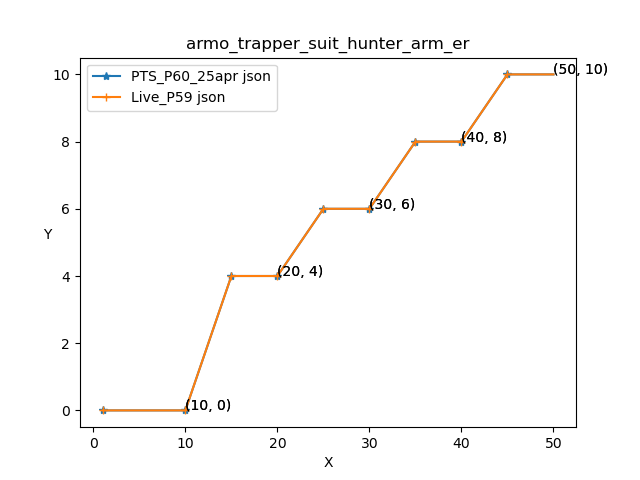 armo_trapper_suit_hunter_arm_er
PTS_P60_25apr json
Live_P59 json
(50, 10)
(40, 8)
(30, 6)
(20, 4)
(10, 0)
10
8
6
4
2
0
Y
0 10 20 30 40 50
X